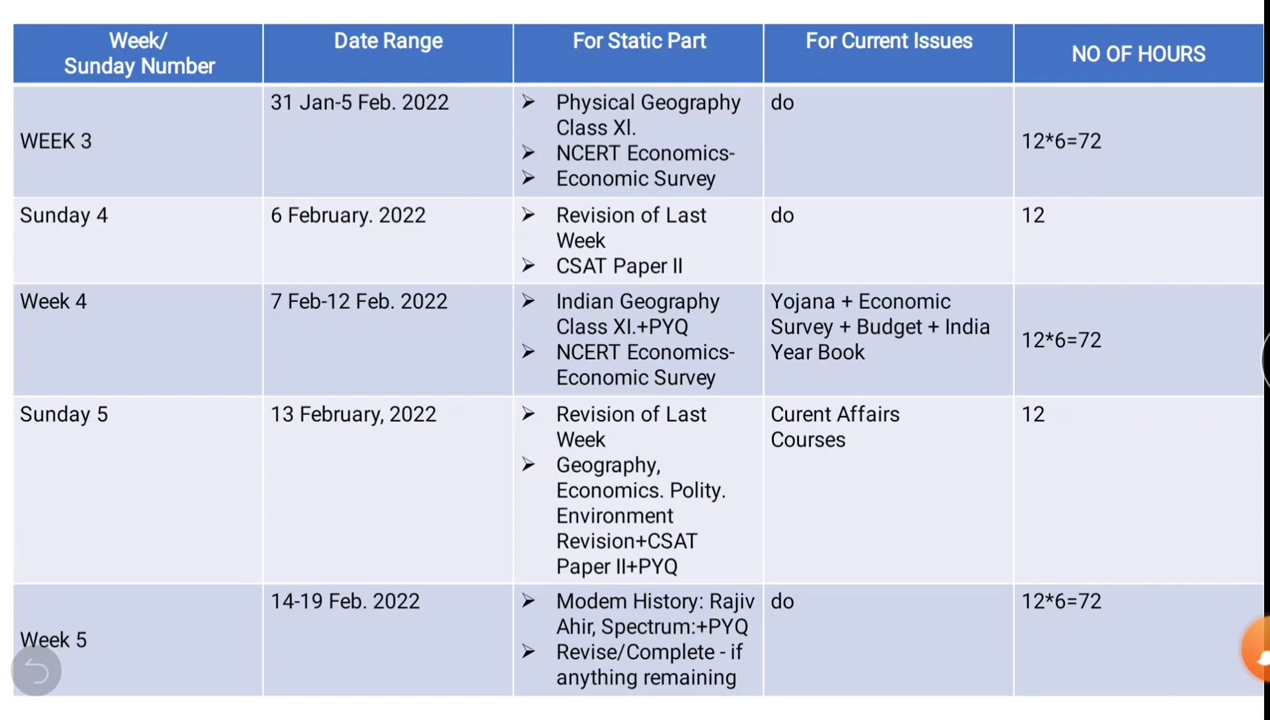 Week/
Sunday Number
Date Range
For Static Part
For Current Issues
NO OF HOURS
WEEK 3
31 Jan-5 Feb. 2022
➢ Physical Geography
Class Xl.
➢ NCERT Economics-
➢ Economic Survey
do
12*6=72
Sunday 4
6 February. 2022
➢ Revision of Last
Week
➢ CSAT Paper II
do
12
Week 4
7 Feb-12 Feb. 2022
➢ Indian Geography
Class XI.+PYQ
➢ NCERT Economics-
Economic Survey
Yojana + Economic
Survey + Budget + India
Year Book
12*6=72
Sunday 5
13 February, 2022
➢ Revision of Last
Week
➢ Geography,
Economics. Polity.
Environment
Revision+CSAT
Paper II+PYQ
Curent Affairs
Courses
12
Week 5
14-19 Feb. 2022
➢ Modem History: Rajiv
Ahir, Spectrum:+PYQ
➢ Revise/Complete - if
anything remaining
do
12*6=72